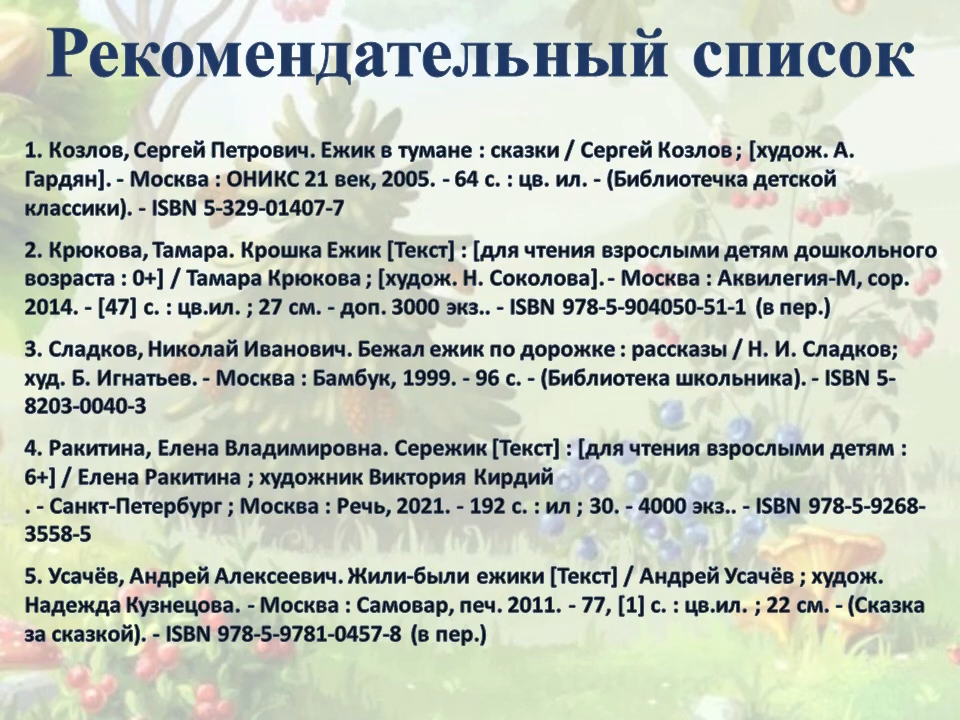 Рекомендательный список
1. Козлов, Сергей Петрович. Ежик в тумане : сказки / Сергей Козлов ; [худож. А.
Гардян]. - Москва : ОНИКС 21 век, 2005. - 64 с. : цв. ил. - (Библиотечка детской
классики). - ISBN 5-329-01407-7
2. Крюкова, Тамара. Крошка Ежик [Текст] : [для чтения взрослыми детям дошкольного
возраста : 0+] / Тамара Крюкова ; [худож. Н. Соколова]. - Москва : Аквилегия-М, сор.
2014. - [47] с. : цв.ил. ; 27 см. - доп. 3000 экз.. - ISBN 978-5-904050-51-1 (в пер.)
3. Сладков, Николай Иванович. Бежал ежик по дорожке : рассказы / Н. И. Сладков;
худ. Б. Игнатьев. - Москва : Бамбук, 1999. - 96 с. - (Библиотека школьника). - ISBN 5-
8203-0040-3
4. Ракитина, Елена Владимировна. Сережик [Текст] : [для чтения взрослыми детям :
6+] / Елена Ракитина ; художник Виктория Кирдий
. - Санкт-Петербург ; Москва : Речь, 2021. - 192 с. : ил ; 30. - 4000 экз.. - ISBN 978-5-9268-
3558-5
5. Усачёв, Андрей Алексеевич. Жили-были ежики [Текст] / Андрей Усачёв ; худож.
Надежда Кузнецова. - Москва : Самовар, печ. 2011. - 77, [1] с. : цв.ил. ; 22 см. - (Сказка
за сказкой). - ISBN 978-5-9781-0457-8 (в пер.)